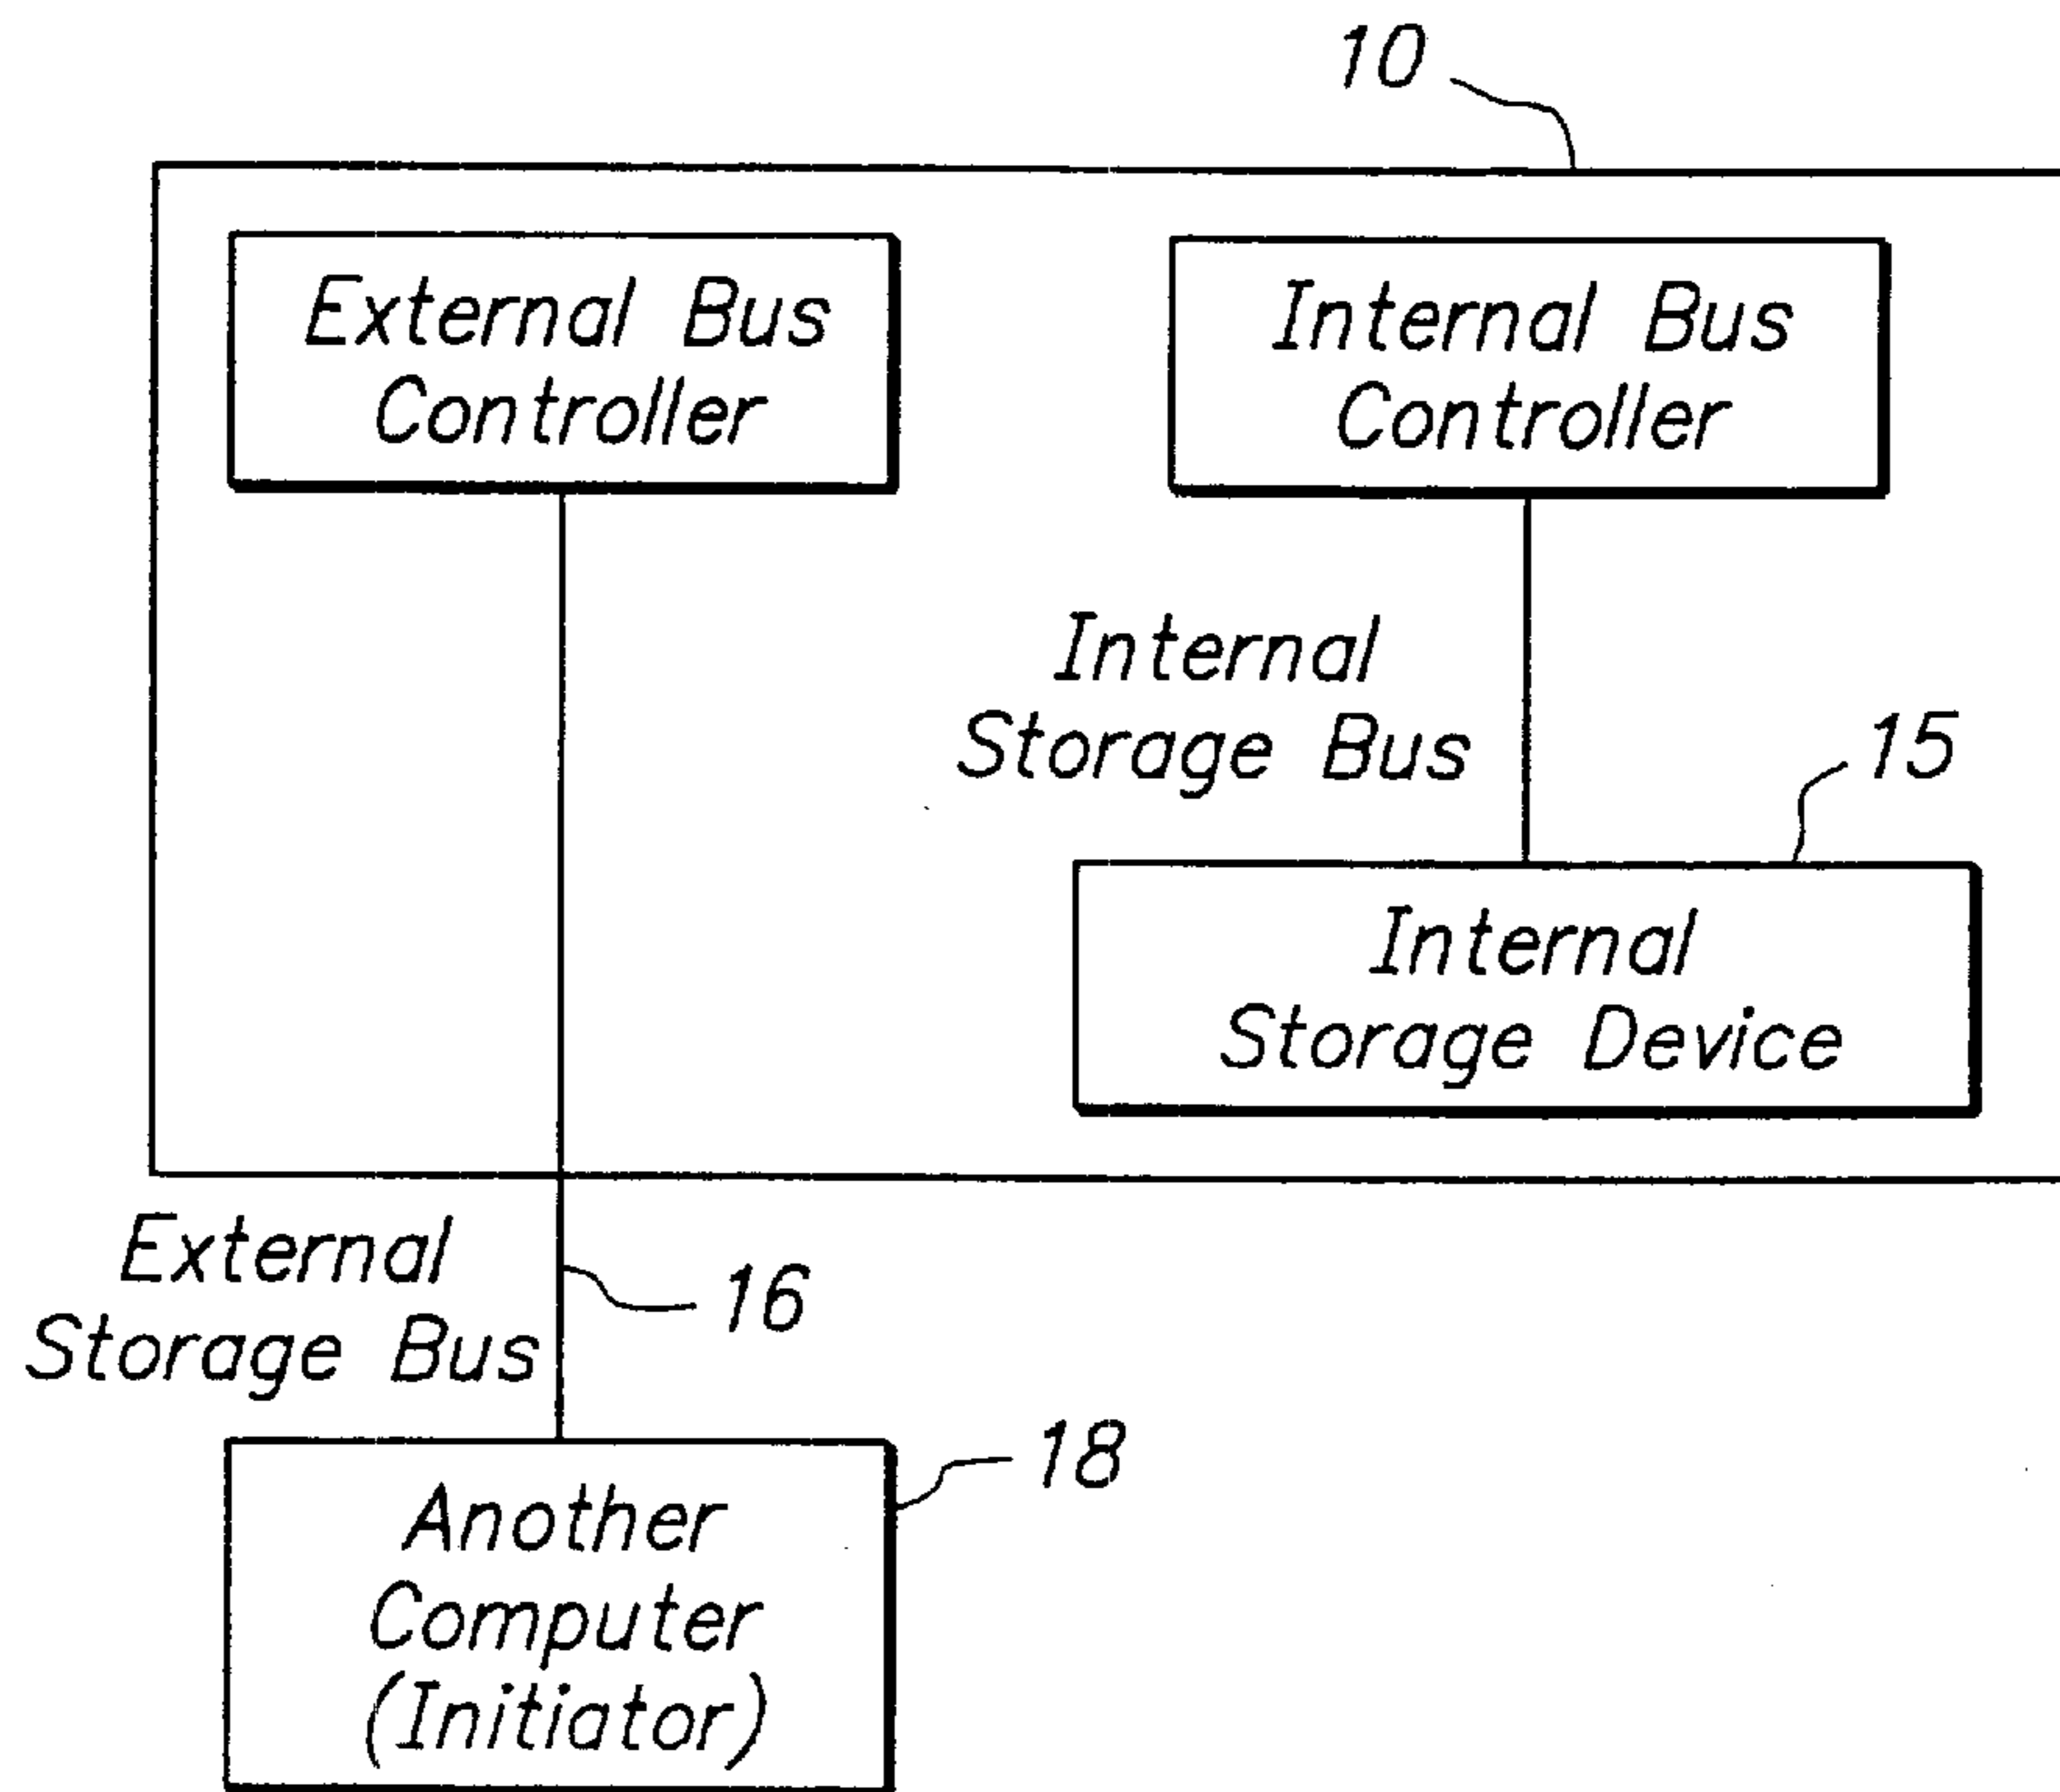 10
External Bus
Controller
Internal Bus
Controller
Internal
Storage Bus
15
Internal
Storage Device
External
Storage Bus
16
18
Another
Computer
(Initiator)